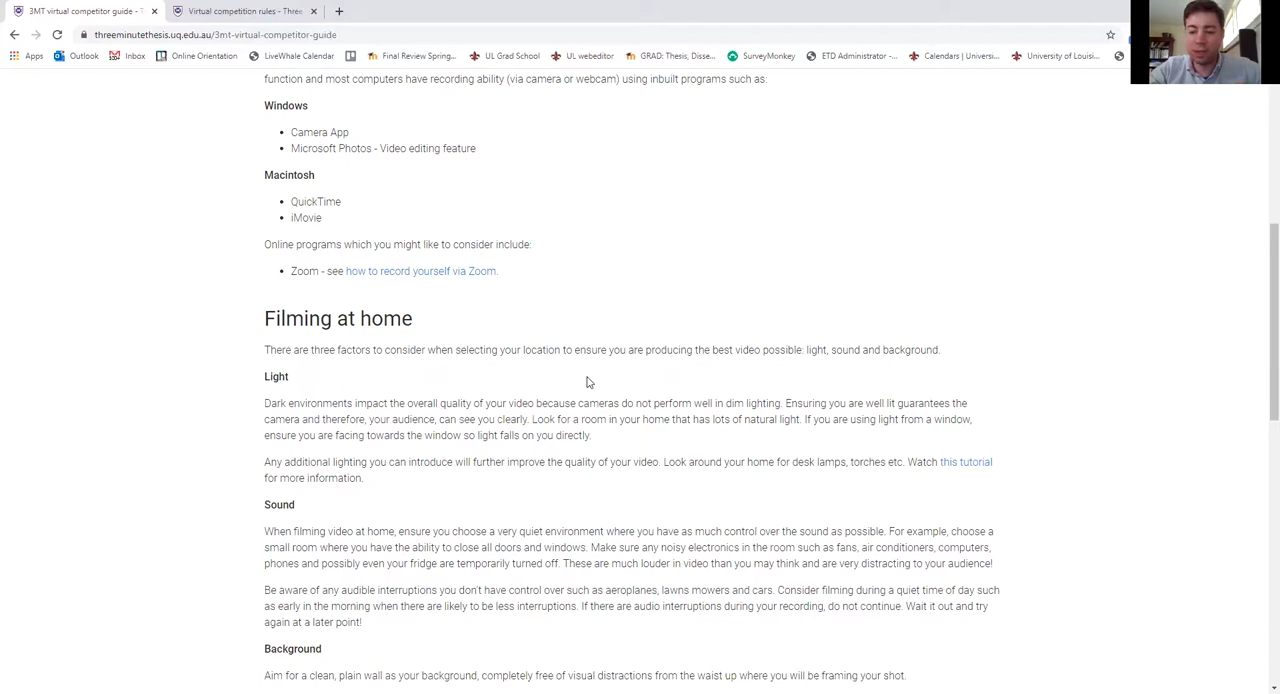 3MT virtual competitor guide - T
Virtual competition rules - Thre
threeminutethesis.uq.edu.au/3mt-virtual-competitor-guide
Apps Outlook Inbox Online Orientation LiveWhale Calendar Final Review Spring... UL Grad School UL webeditor GRAD: Thesis, Disse... SurveyMonkey ETD Administrator -... Calendars | Universi... University of Louisi...
function and most computers have recording ability (via camera or webcam) using inbuilt programs such as:
Windows
• Camera App
• Microsoft Photos - Video editing feature
Macintosh
• QuickTime
• iMovie
Online programs which you might like to consider include:
• Zoom - see how to record yourself via Zoom.
Filming at home
There are three factors to consider when selecting your location to ensure you are producing the best video possible: light, sound and background.
Light
Dark environments impact the overall quality of your video because cameras do not perform well in dim lighting. Ensuring you are well lit guarantees the
camera and therefore, your audience, can see you clearly. Look for a room in your home that has lots of natural light. If you are using light from a window,
ensure you are facing towards the window so light falls on you directly.
Any additional lighting you can introduce will further improve the quality of your video. Look around your home for desk lamps, torches etc. Watch this tutorial
for more information.
Sound
When filming video at home, ensure you choose a very quiet environment where you have as much control over the sound as possible. For example, choose a
small room where you have the ability to close all doors and windows. Make sure any noisy electronics in the room such as fans, air conditioners, computers,
phones and possibly even your fridge are temporarily turned off. These are much louder in video than you may think and are very distracting to your audience!
Be aware of any audible interruptions you don't have control over such as aeroplanes, lawns mowers and cars. Consider filming during a quiet time of day such
as early in the morning when there are likely to be less interruptions. If there are audio interruptions during your recording, do not continue. Wait it out and try
again at a later point!
Background
Aim for a clean, plain wall as your background, completely free of visual distractions from the waist up where you will be framing your shot.